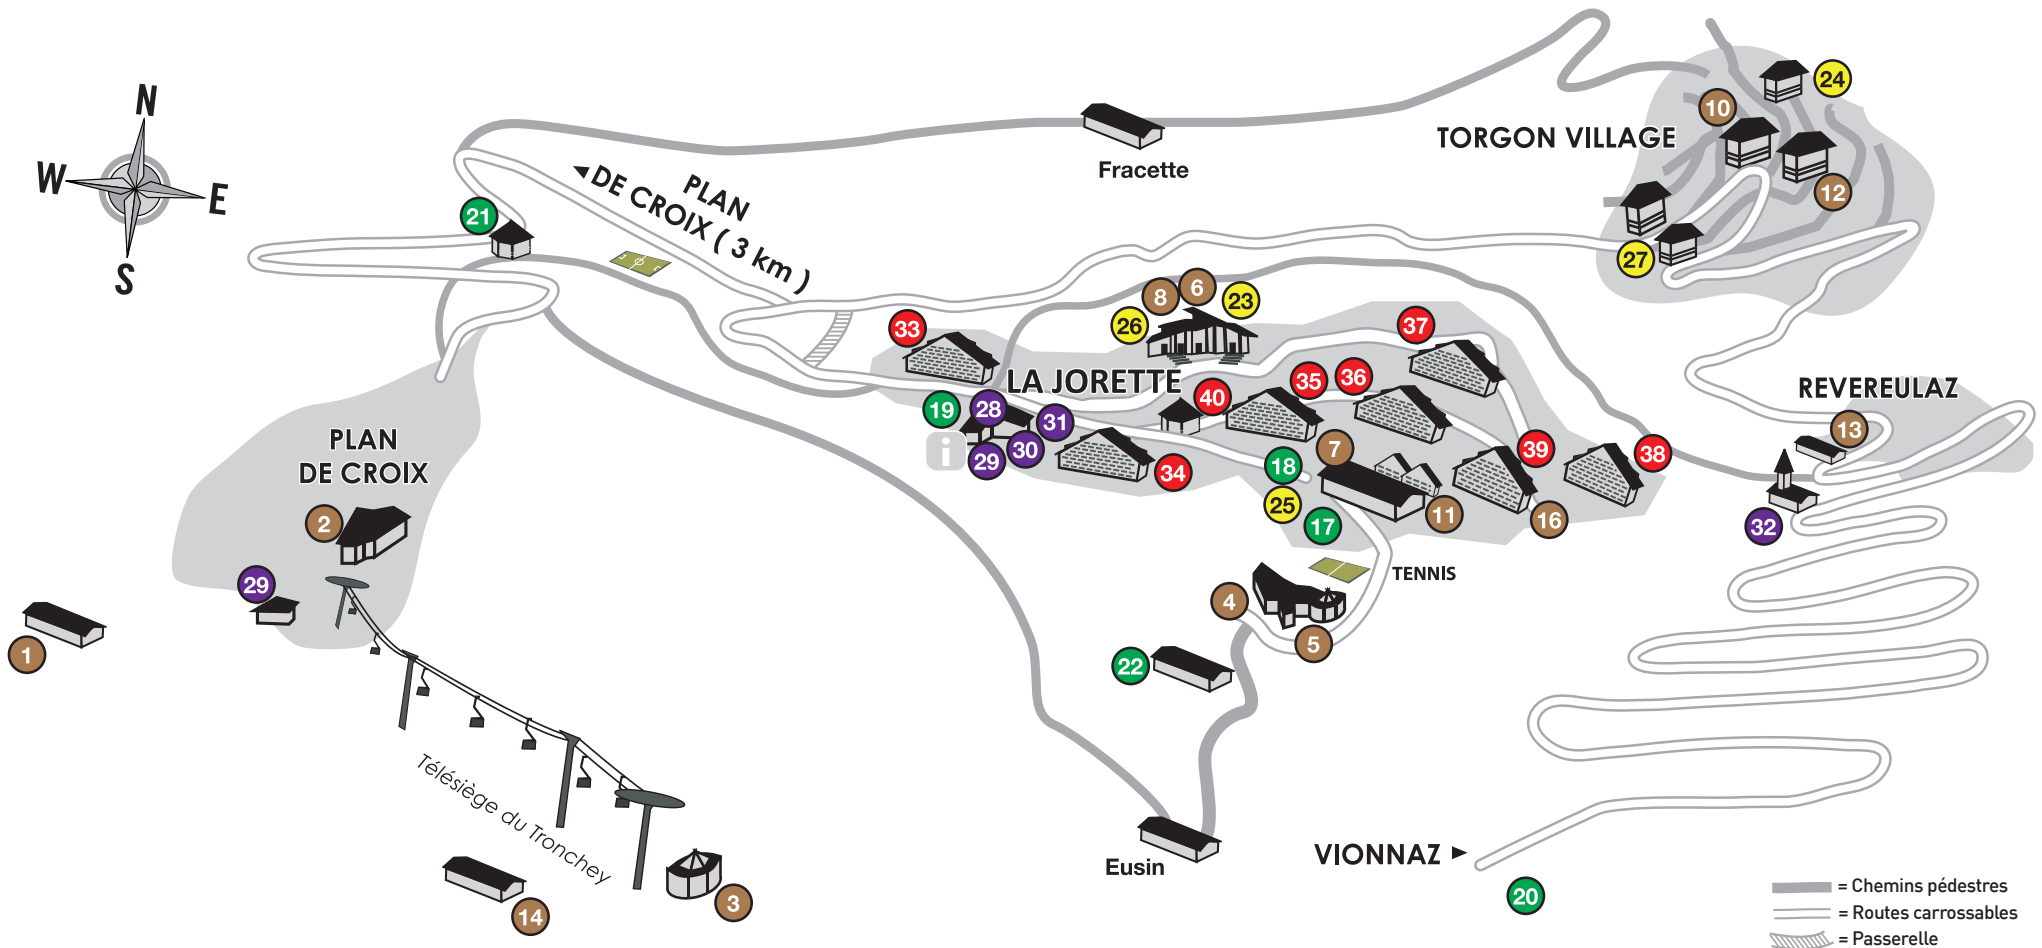 N
W
E
S
21
PLAN
DE CROIX ( 3 km )
Fracette
TORGON VILLAGE
24
10
12
27
8
6
23
26
33
37
LA JORETTE
35
36
40
19
28
31
30
29
i
34
18
25
17
7
11
39
16
38
REVEREULAZ
13
32
PLAN
DE CROIX
2
29
1
TENNIS
4
5
22
Télésiège du Tronchey
14
3
Eusin
VIONNAZ
20
= Chemins pédestres
= Routes carrossables
= Passerelle